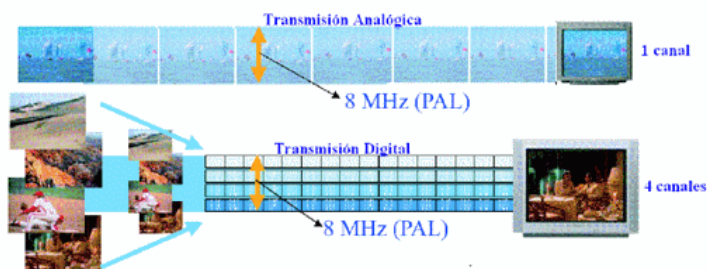 Transmisión Analógica
1 canal
8 MHz (PAL)
Transmisión Digital
4 canales
8 MHz (PAL)